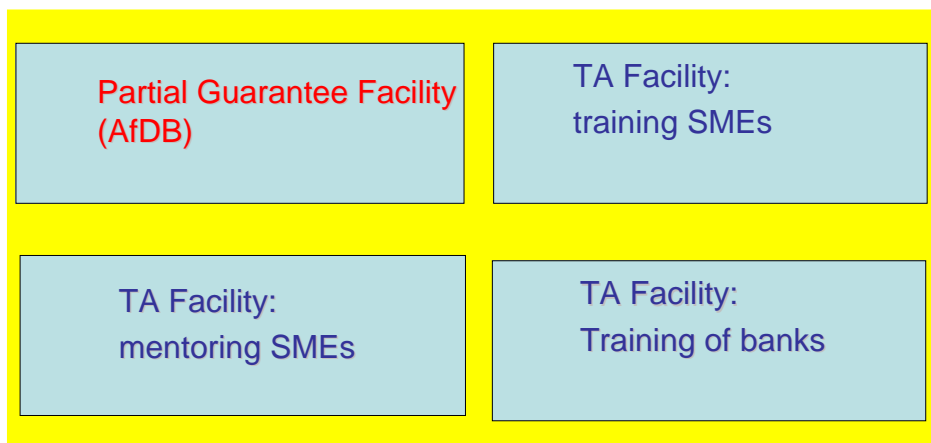 Partial Guarantee Facility
(AfDB)
TA Facility:
training SMEs
TA Facility:
mentoring SMEs
TA Facility:
Training of banks